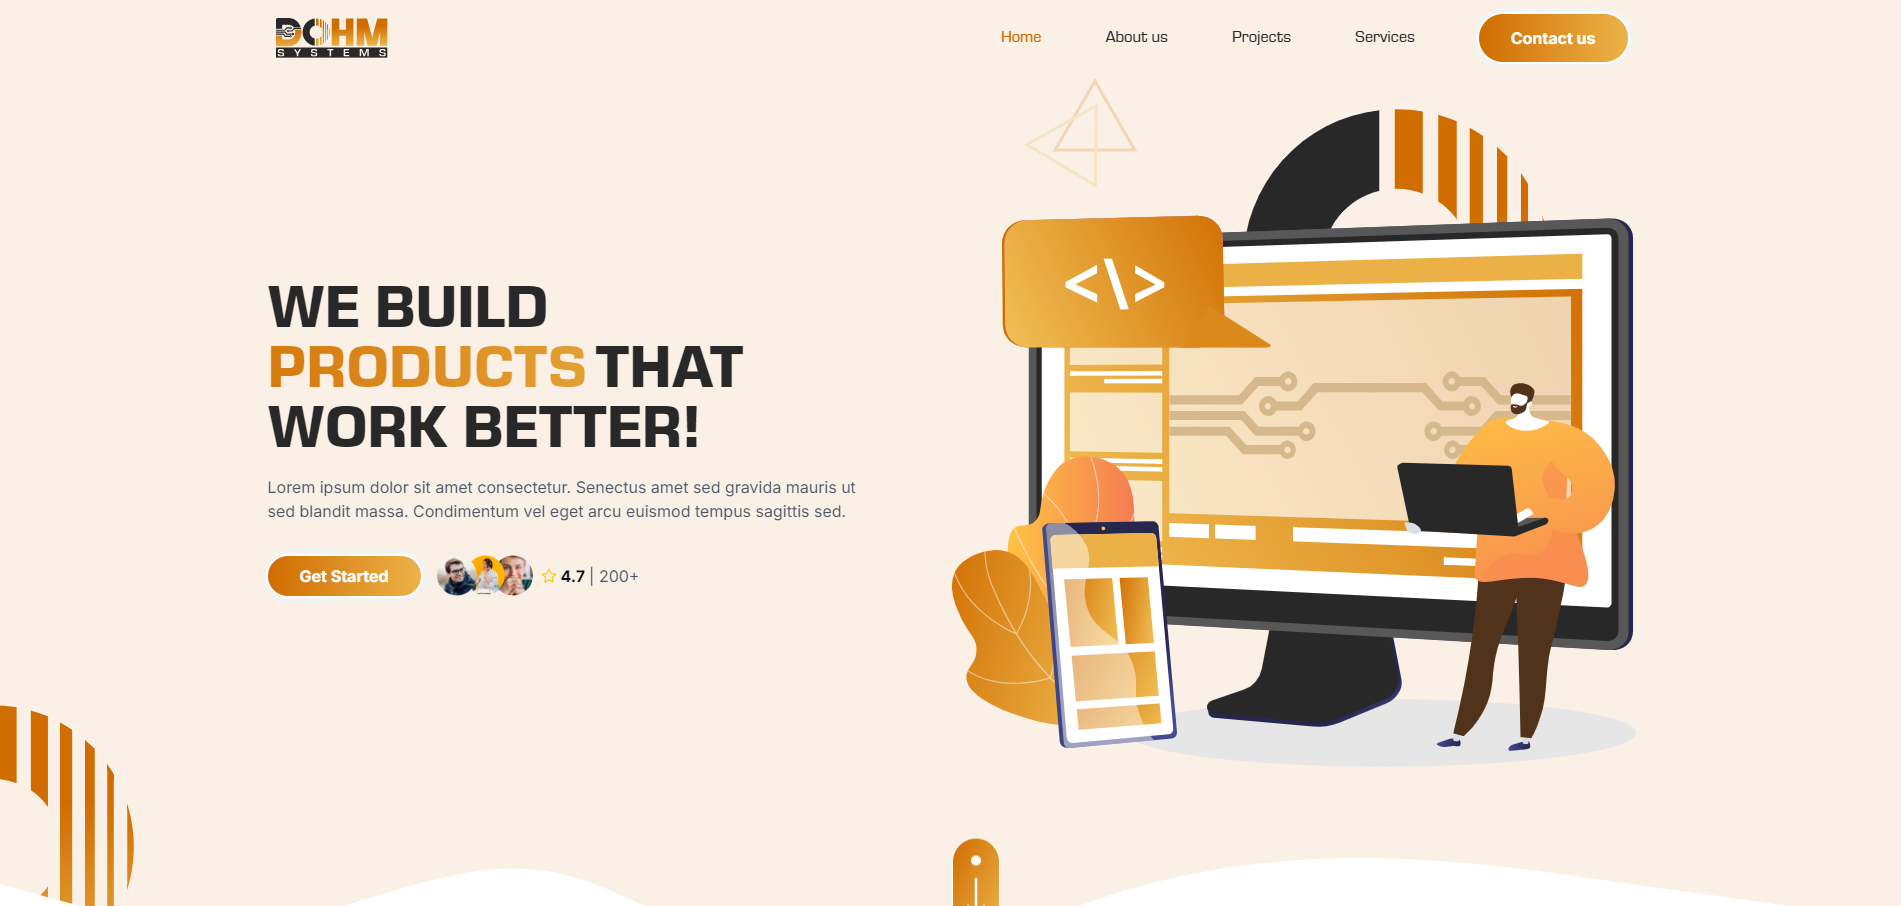 DOHM
SYSTEMS
Home
About us
Projects
Services
Contact us
<\>
WE BUILD
PRODUCTS THAT
WORK BETTER!
Lorem ipsum dolor sit amet consectetur. Senectus amet sed gravida mauris ut
sed blandit massa. Condimentum vel eget arcu euismod tempus sagittis sed.
Get Started
4.7 | 200+